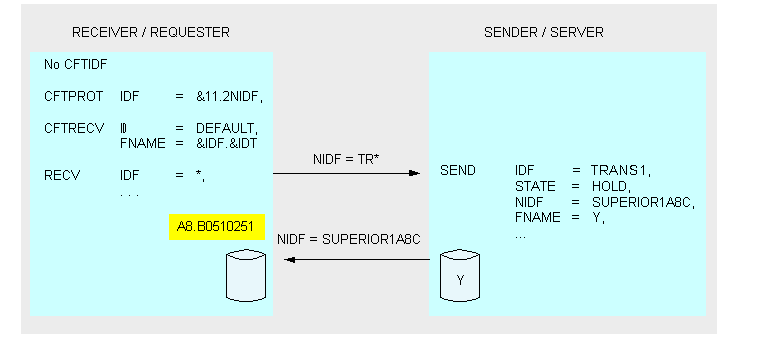 RECEIVER / REQUESTER
SENDER / SERVER
No CFTIDF
CFTPROT IDF = &11.2NIDF,
CFTRECV ID = DEFAULT,
FNAME = &IDF.&IDT
RECV IDF = *,
. . .
NIDF = TR*
SEND IDF = TRANS1,
STATE = HOLD,
NIDF = SUPERIOR1A8C,
FNAME = Y,
...
A8.B0510251
NIDF = SUPERIOR1A8C
Y